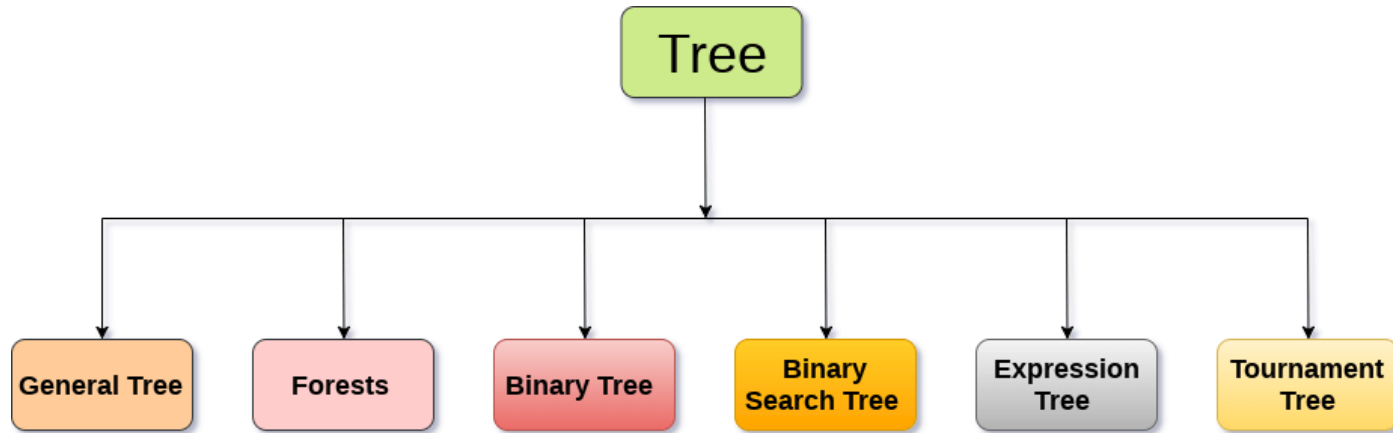 Tree
General Tree
Forests
Binary Tree
Binary
Search Tree
Expression
Tree
Tournament
Tree